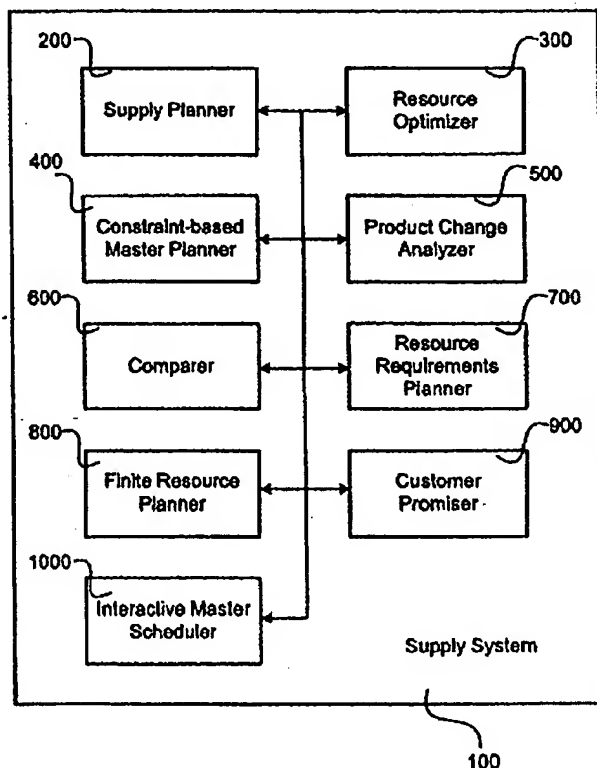 200
300
Supply Planner
Resource
Optimizer
400
500
Constraint-based
Master Planner
Product Change
Analyzer
600
700
Comparer
Resource
Requirements
Planner
800
900
Finite Resource
Planner
Customer
Promiser
1000
Interactive Master
Scheduler
Supply System
100